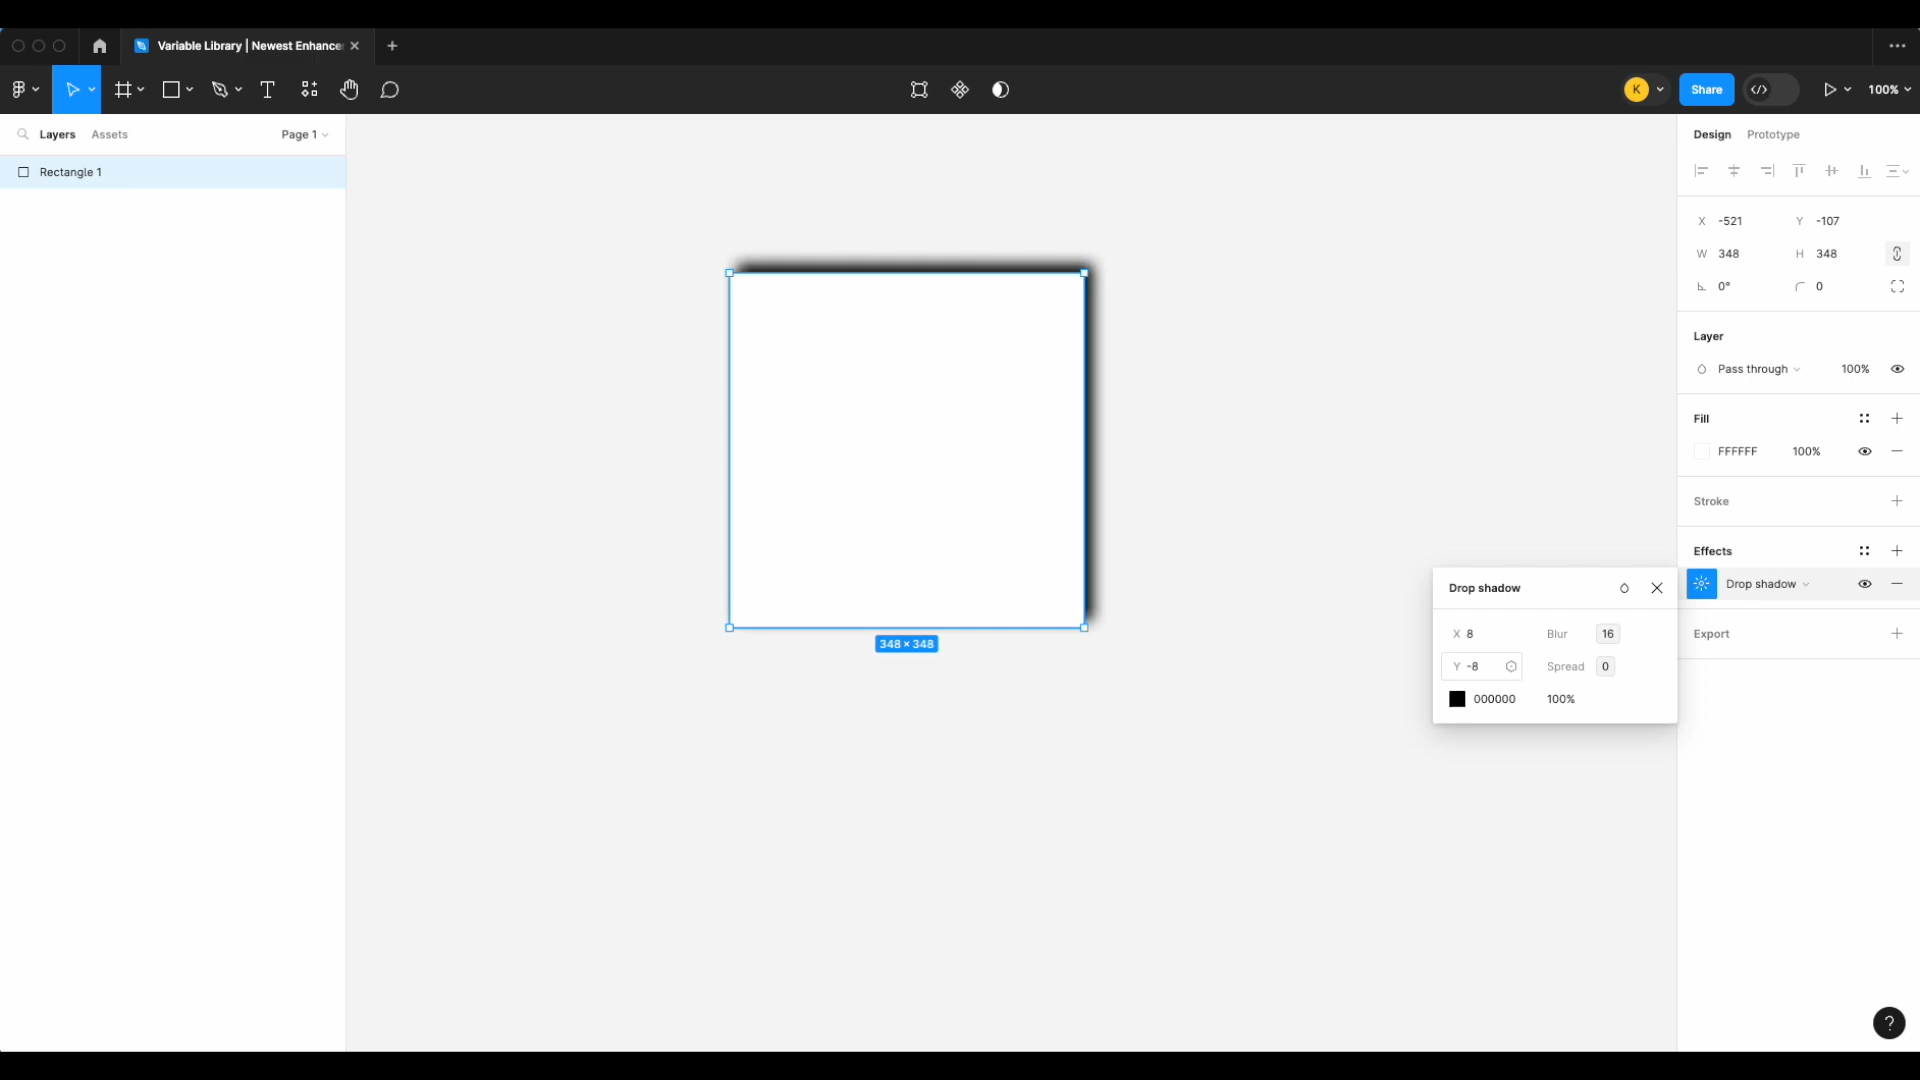 Variable Library | Newest Enhance
K
Share
100%
Layers
Assets
Page 1
Rectangle 1
348 × 348
Design
Prototype
X -521
Y -107
W 348
H 348
0°
0
Layer
Pass through
100%
Fill
FFFFFF
100%
Stroke
Effects
Drop shadow
Export
Drop shadow
X 8
Blur
16
Y -8
Spread
0
000000
100%
?